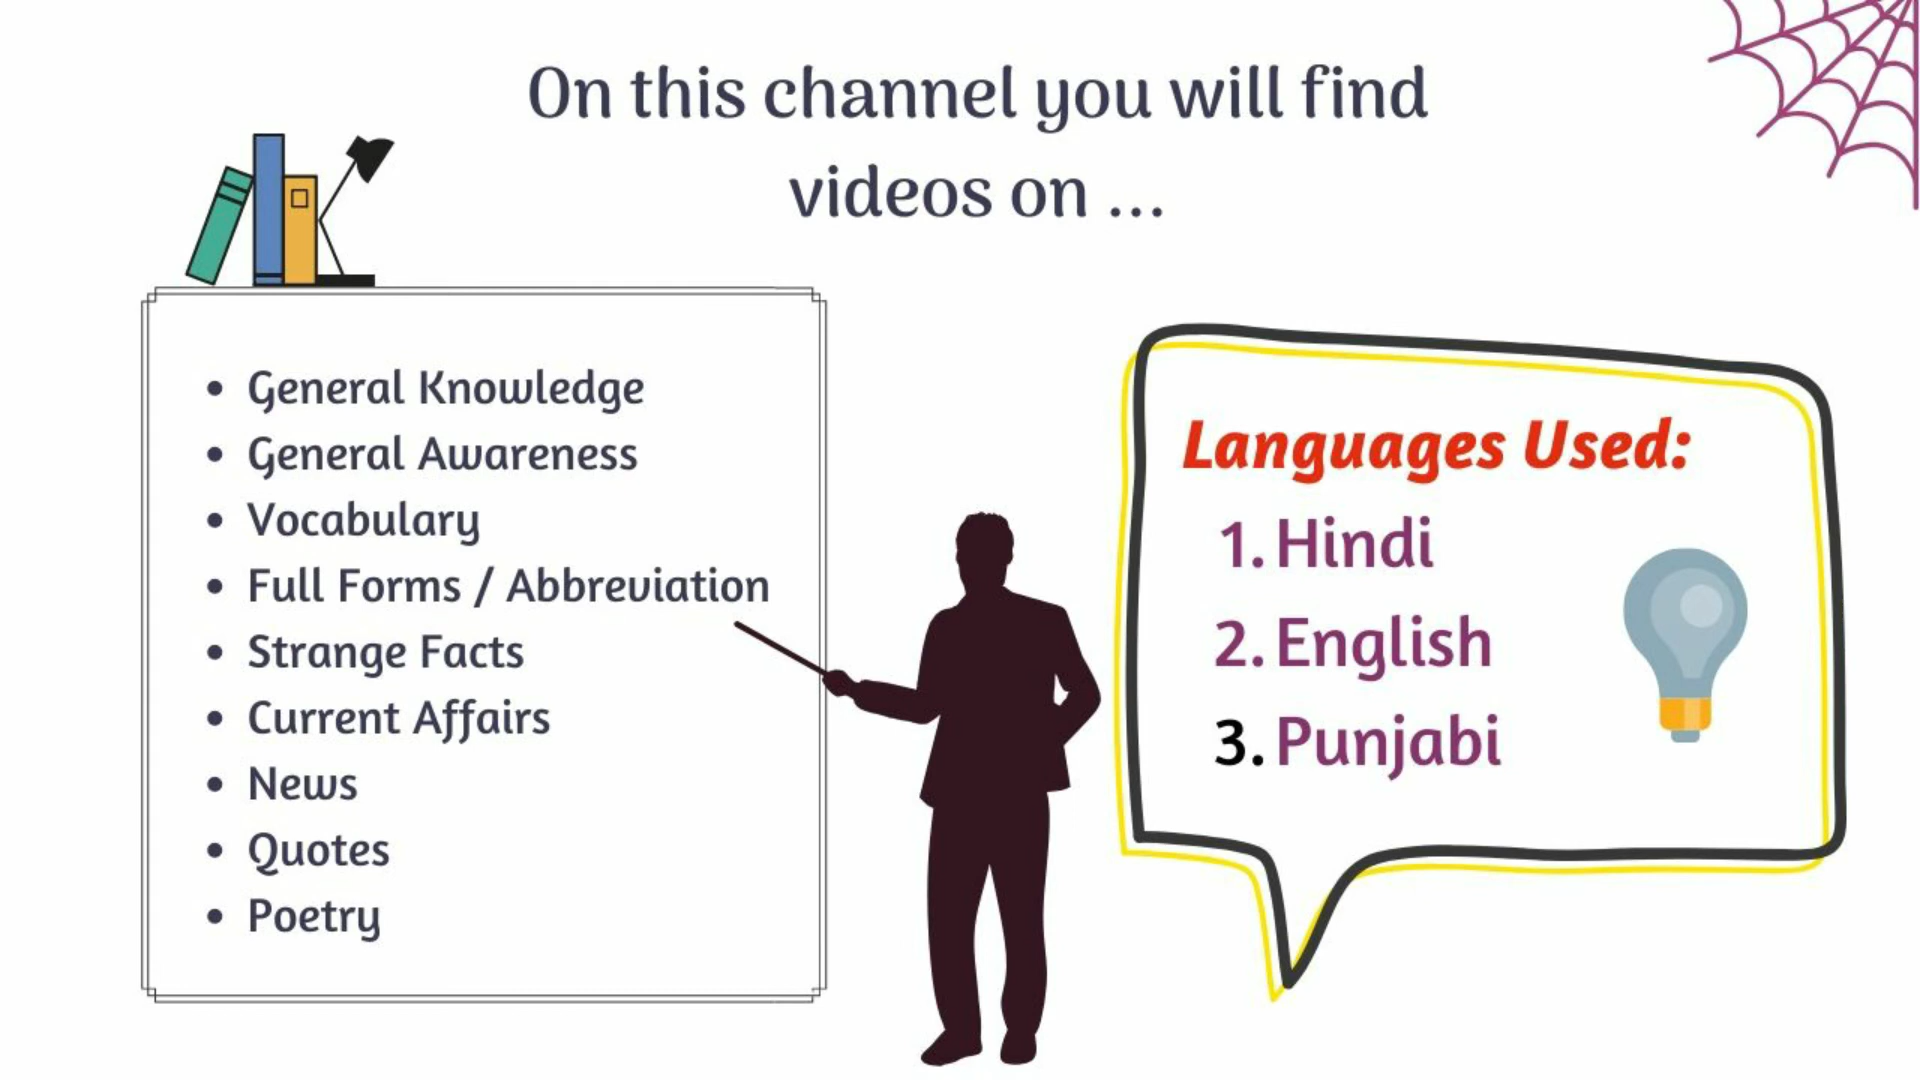 On this channel you will find
videos on ...
• General Knowledge
• General Awareness
• Vocabulary
• Full Forms / Abbreviation
• Strange Facts
• Current Affairs
• News
• Quotes
• Poetry
Languages Used:
1. Hindi
2. English
3. Punjabi